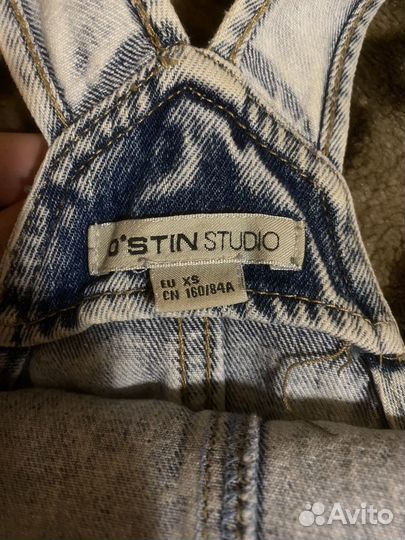 O'STIN STUDIO
EU XS
CN 160/84A
Avito